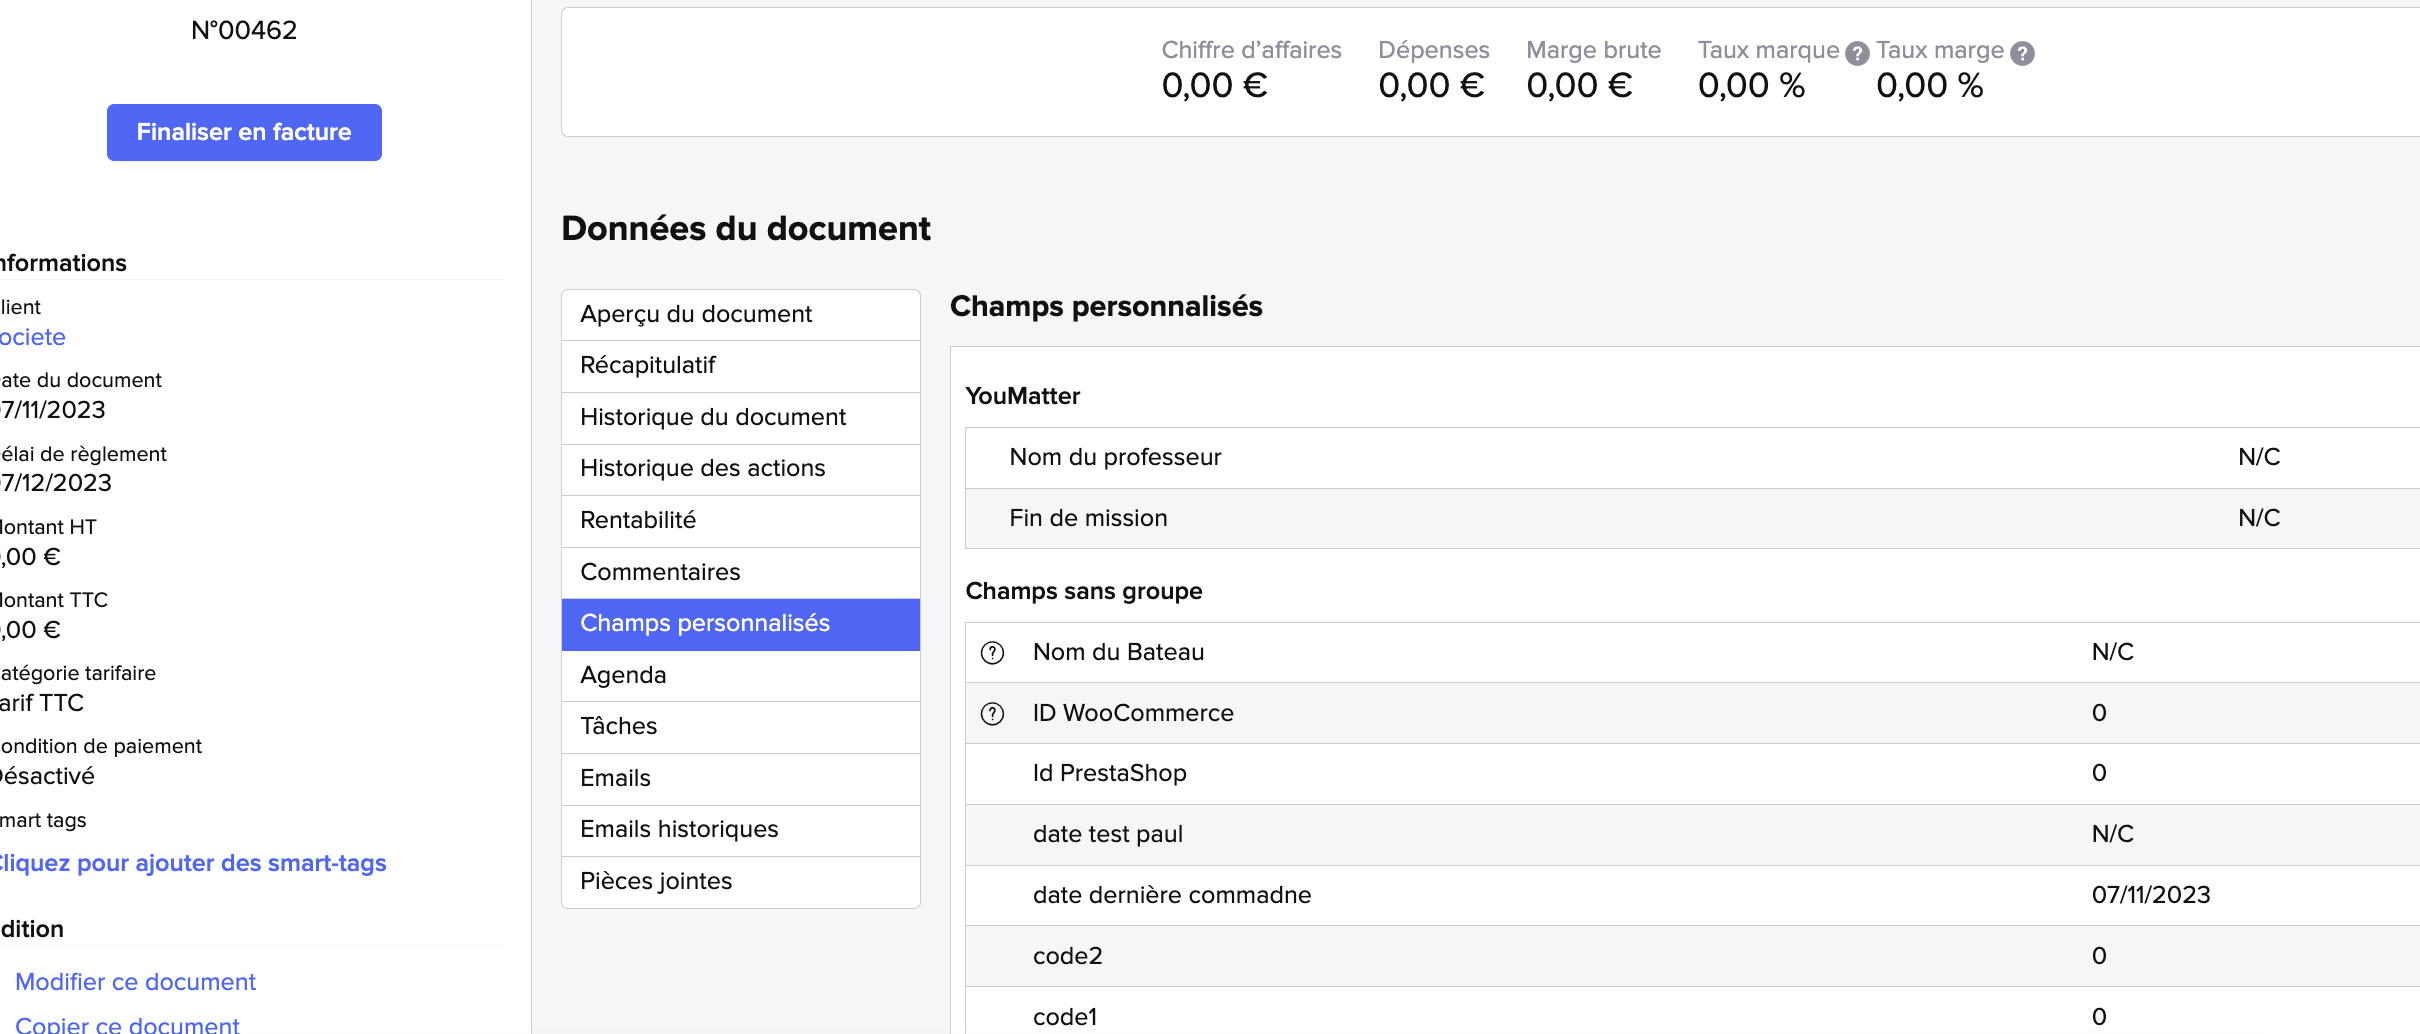 N°00462
Finaliser en facture
nformations
lient
ociete
ate du document
7/11/2023
élai de règlement
7/12/2023
ontant HT
,00 €
ontant TTC
,00 €
atégorie tarifaire
arif TTC
ondition de paiement
Désactivé
mart tags
Cliquez pour ajouter des smart-tags
dition
Modifier ce document
Copier ce document
Chiffre d’affaires Dépenses Marge brute Taux marque ? Taux marge ?
0,00 € 0,00 € 0,00 € 0,00 % 0,00 %
Données du document
Aperçu du document
Récapitulatif
Historique du document
Historique des actions
Rentabilité
Commentaires
Champs personnalisés
Agenda
Tâches
Emails
Emails historiques
Pièces jointes
Champs personnalisés
YouMatter
Nom du professeur N/C
Fin de mission N/C
Champs sans groupe
? Nom du Bateau N/C
? ID WooCommerce 0
Id PrestaShop 0
date test paul N/C
date dernière commadne 07/11/2023
code2 0
code1 0